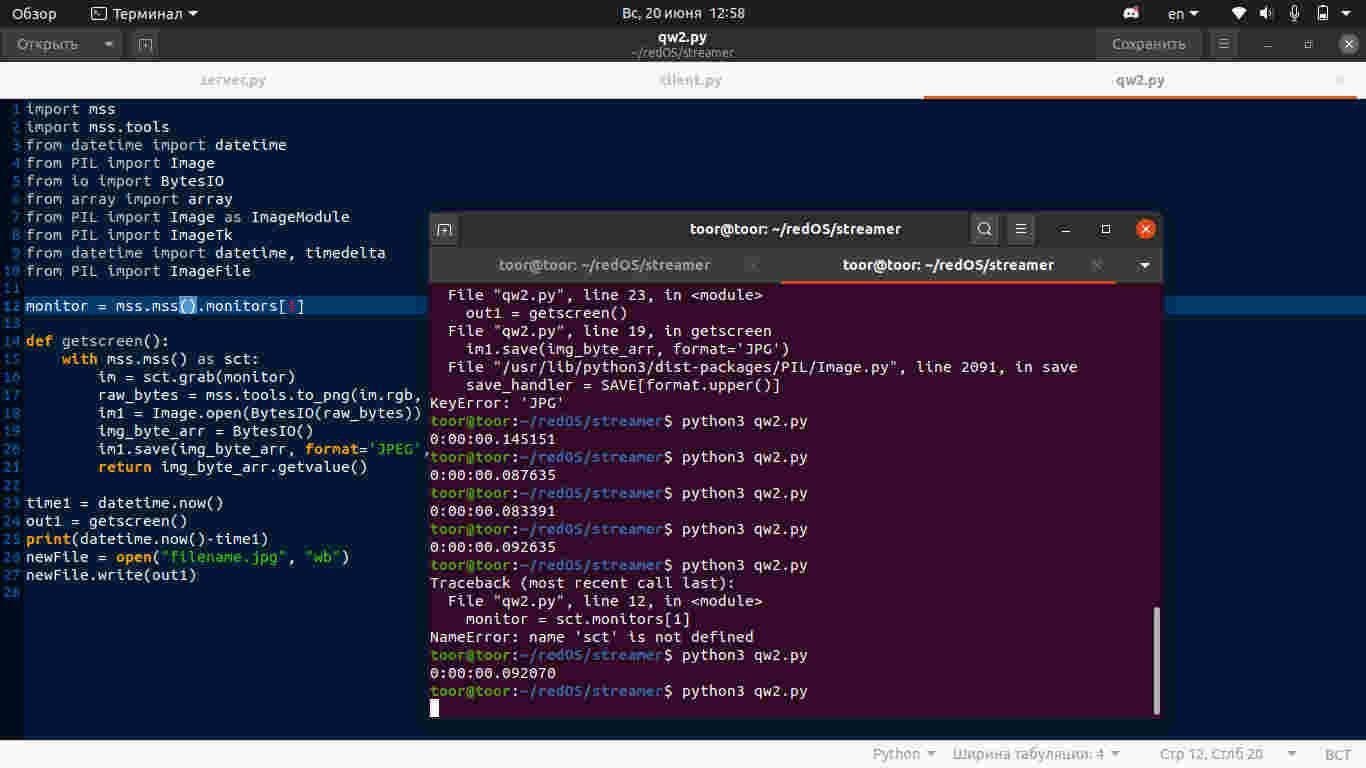 Обзор
Терминал
Вс, 20 июня 12:58
en
Открыть
qw2.py
~/redOS/streamer
Сохранить
server.py
client.py
qw2.py
1 import mss
2 import mss.tools
3 from datetime import datetime
4 from PIL import Image
5 from io import BytesIO
6 from array import array
7 from PIL import Image as ImageModule
8 from PIL import ImageTk
9 from datetime import datetime, timedelta
10 from PIL import ImageFile
11
12 monitor = mss.mss().monitors[1]
13
14 def getscreen():
15 with mss.mss() as sct:
16 im = sct.grab(monitor)
17 raw_bytes = mss.tools.to_png(im.rgb,
18 im1 = Image.open(BytesIO(raw_bytes))
19 img_byte_arr = BytesIO()
20 im1.save(img_byte_arr, format='JPEG',
21 return img_byte_arr.getvalue()
22
23 time1 = datetime.now()
24 out1 = getscreen()
25 print(datetime.now()-time1)
26 newFile = open("filename.jpg", "wb")
27 newFile.write(out1)
28
toor@toor: ~/redOS/streamer
toor@toor: ~/redOS/streamer
toor@toor: ~/redOS/streamer
File "qw2.py", line 23, in <module>
out1 = getscreen()
File "qw2.py", line 19, in getscreen
im1.save(img_byte_arr, format='JPG')
File "/usr/lib/python3/dist-packages/PIL/Image.py", line 2091, in save
save_handler = SAVE[format.upper()]
KeyError: 'JPG'
toor@toor:~/redOS/streamer$ python3 qw2.py
0:00:00.145151
toor@toor:~/redOS/streamer$ python3 qw2.py
0:00:00.087635
toor@toor:~/redOS/streamer$ python3 qw2.py
0:00:00.083391
toor@toor:~/redOS/streamer$ python3 qw2.py
0:00:00.092635
toor@toor:~/redOS/streamer$ python3 qw2.py
Traceback (most recent call last):
File "qw2.py", line 12, in <module>
monitor = sct.monitors[1]
NameError: name 'sct' is not defined
toor@toor:~/redOS/streamer$ python3 qw2.py
0:00:00.092070
toor@toor:~/redOS/streamer$ python3 qw2.py
Python
Ширина табуляции: 4
Стр 12, Стлб 20
ВСТ